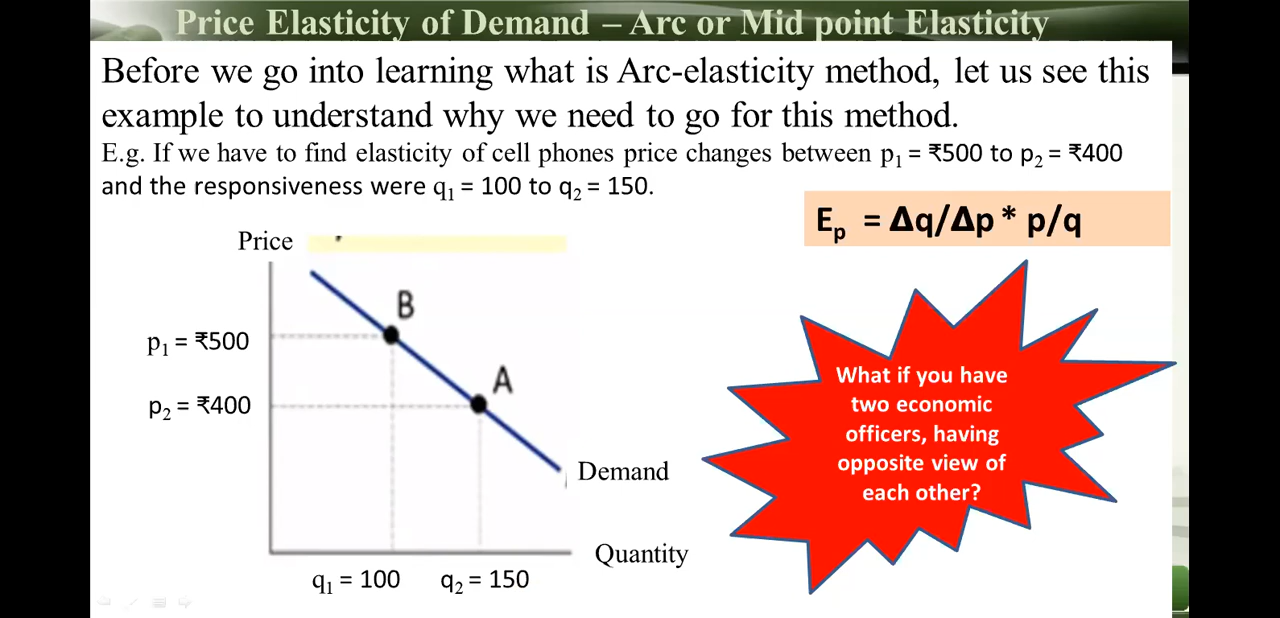 Price Elasticity of Demand – Arc or Mid point Elasticity
Before we go into learning what is Arc-elasticity method, let us see this
example to understand why we need to go for this method.
E.g. If we have to find elasticity of cell phones price changes between p₁ = ₹500 to p₂ = ₹400
and the responsiveness were q₁ = 100 to q₂ = 150.
Eₚ = Δq/Δp * p/q
Price
B
p₁ = ₹500
A
p₂ = ₹400
Demand
Quantity
q₁ = 100 q₂ = 150
What if you have
two economic
officers, having
opposite view of
each other?